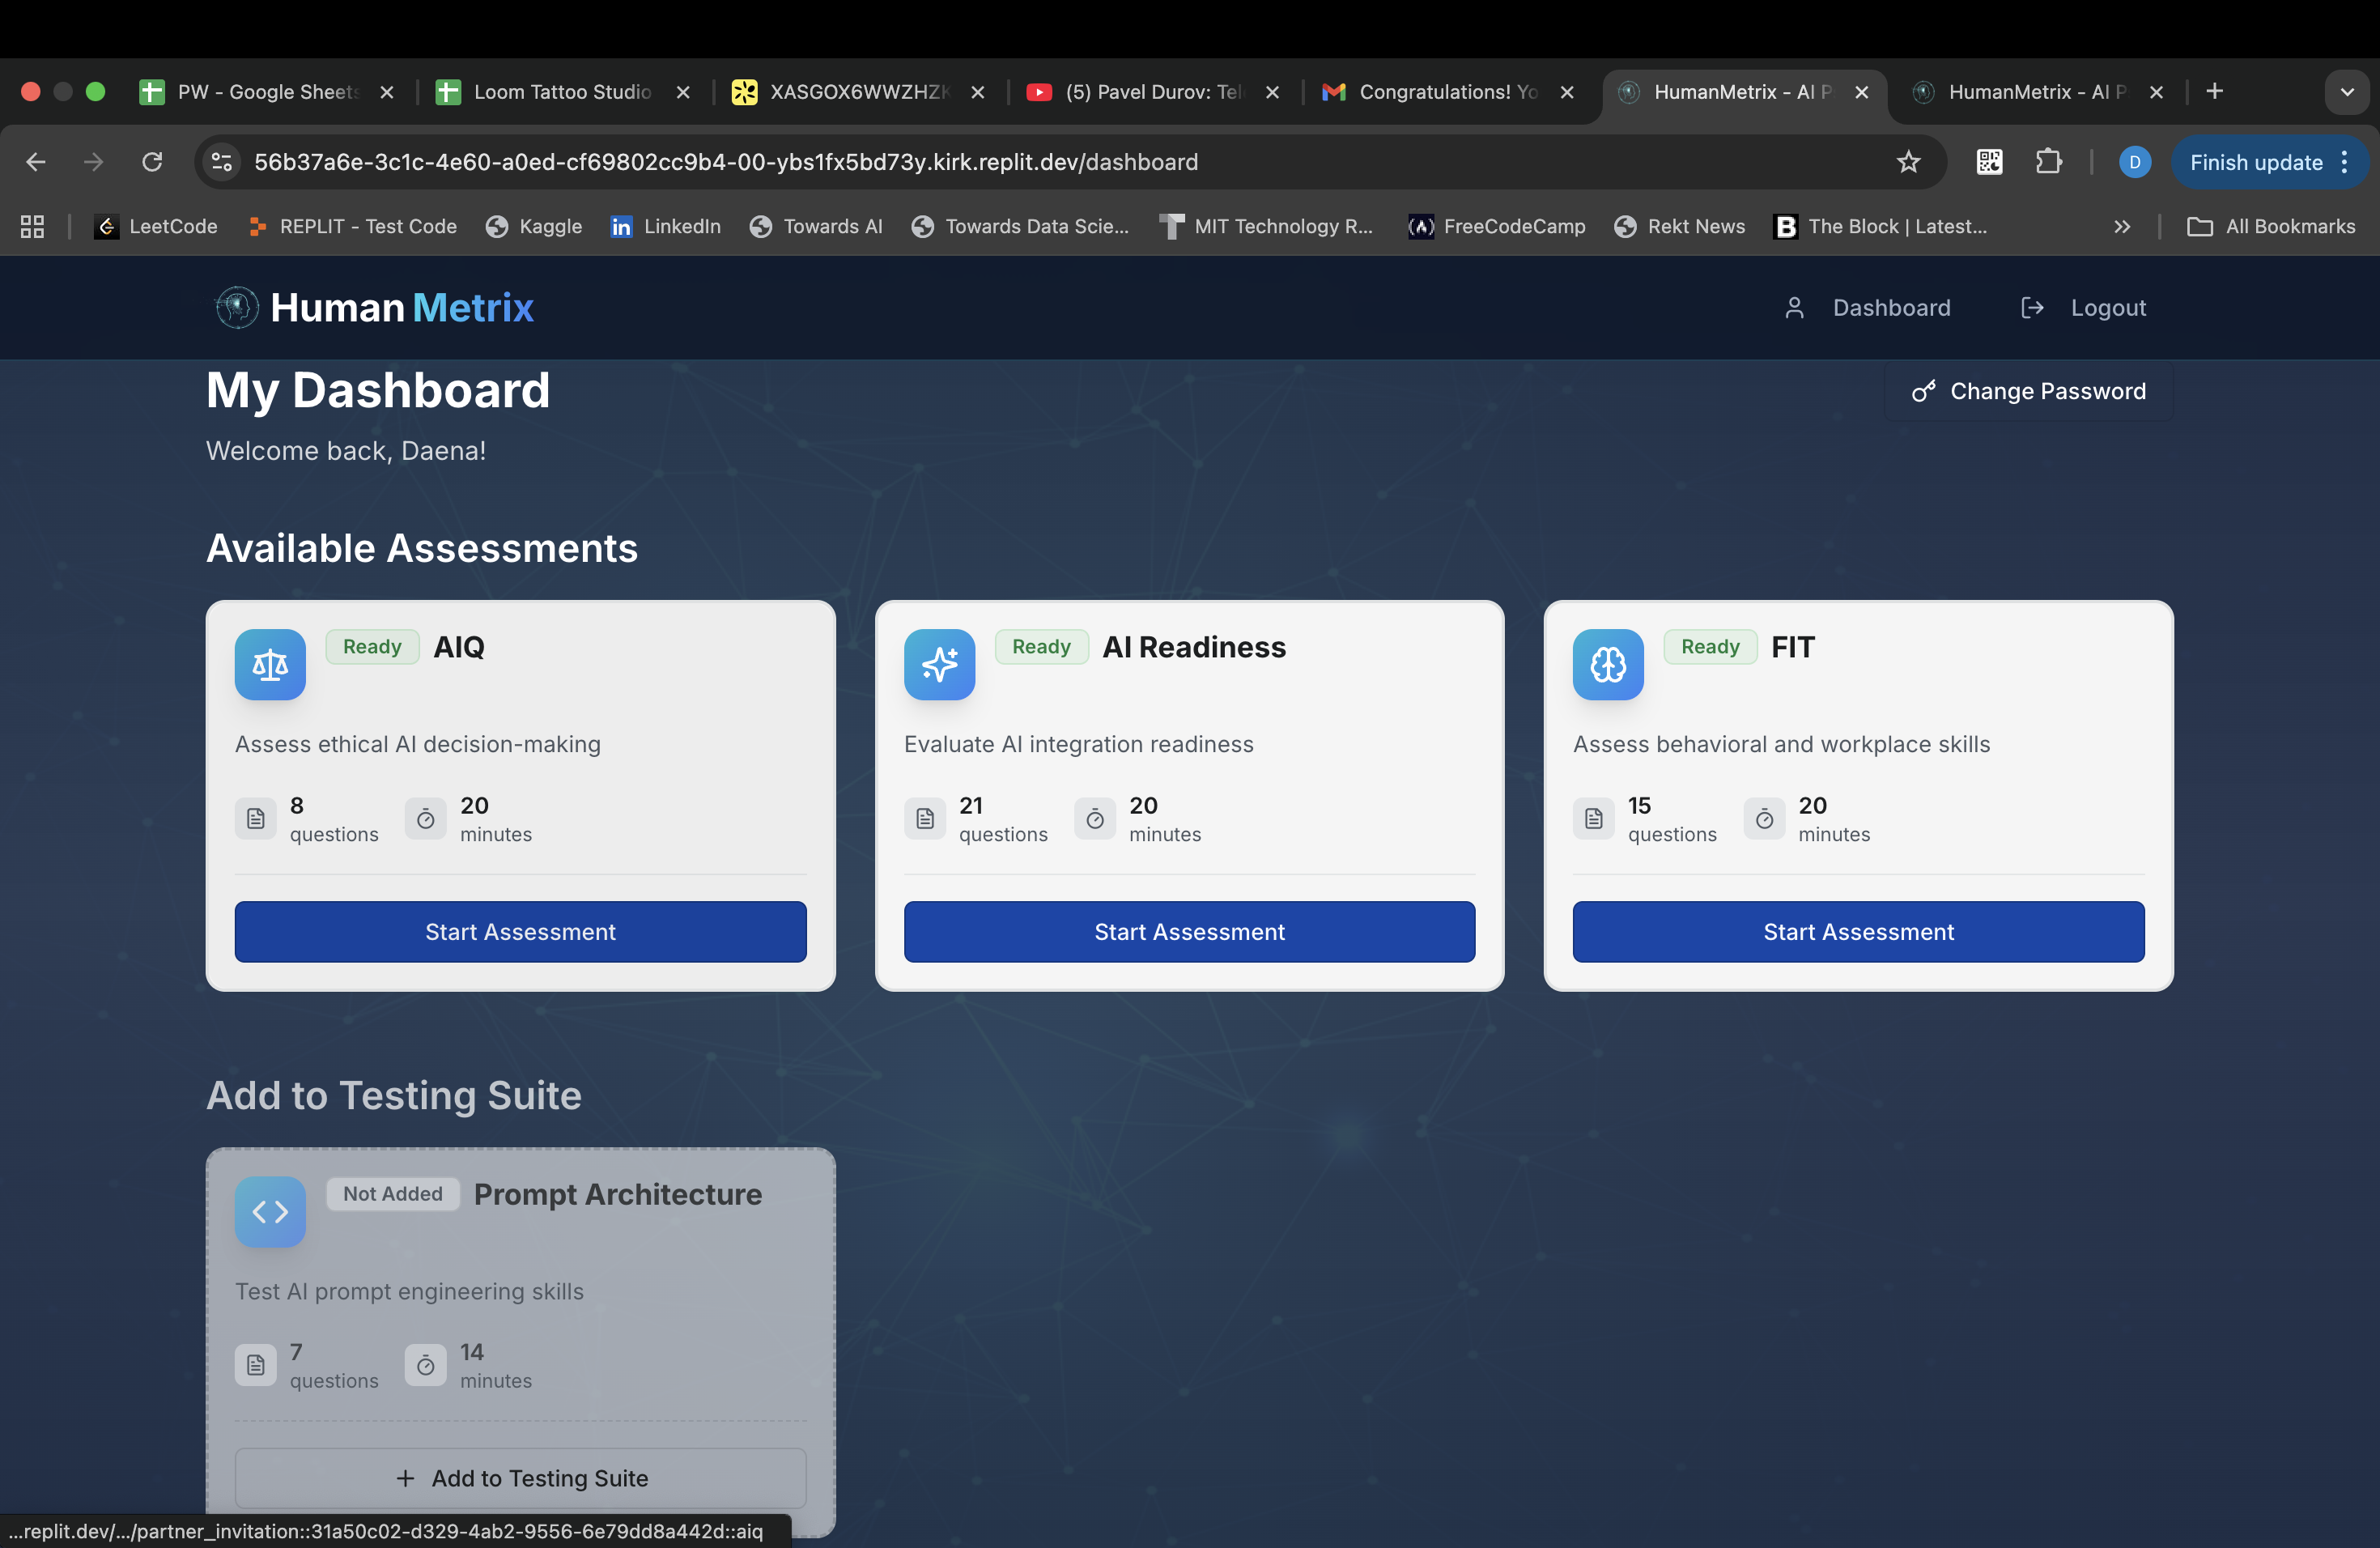 PW - Google Sheets
Loom Tattoo Studio
XASGOX6WWZHZK
(5) Pavel Durov: Tel
Congratulations! Yo
HumanMetrix - AI P
HumanMetrix - AI P
56b37a6e-3c1c-4e60-a0ed-cf69802cc9b4-00-ybs1fx5bd73y.kirk.replit.dev/dashboard
D
Finish update
LeetCode
REPLIT - Test Code
Kaggle
LinkedIn
Towards AI
Towards Data Scie...
MIT Technology R...
FreeCodeCamp
Rekt News
The Block | Latest...
All Bookmarks
Human Metrix
Dashboard
Logout
My Dashboard
Change Password
Welcome back, Daena!
Available Assessments
Ready AIQ
Assess ethical AI decision-making
8 questions
20 minutes
Start Assessment
Ready AI Readiness
Evaluate AI integration readiness
21 questions
20 minutes
Start Assessment
Ready FIT
Assess behavioral and workplace skills
15 questions
20 minutes
Start Assessment
Add to Testing Suite
Not Added Prompt Architecture
Test AI prompt engineering skills
7 questions
14 minutes
+ Add to Testing Suite
...replit.dev/.../partner_invitation::31a50c02-d329-4ab2-9556-6e79dd8a442d::aiq